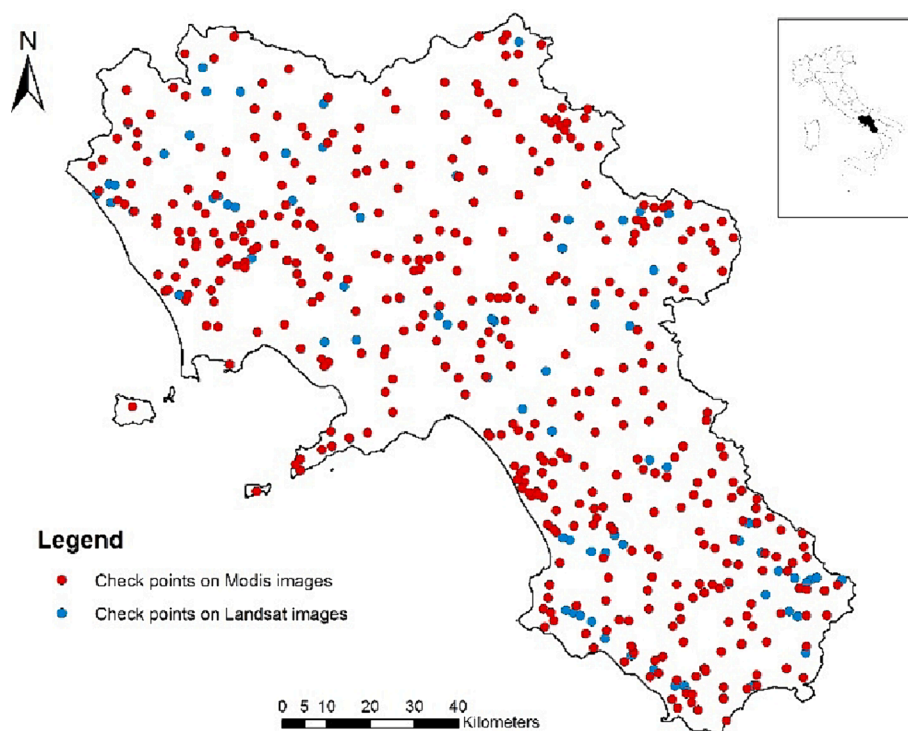 N
Legend
Check points on Modis images
Check points on Landsat images
0 5 10 20 30 40
Kilometers